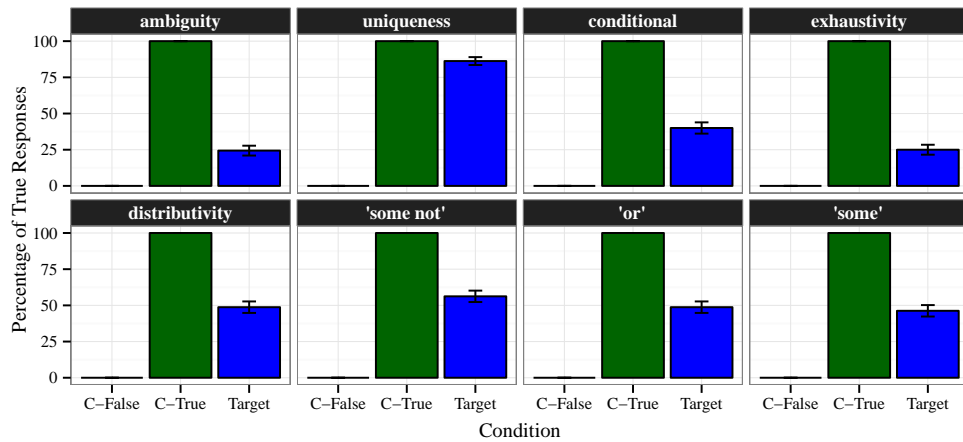 ambiguity uniqueness conditional exhaustivity
100
75
50
25
0
distributivity 'some not' 'or' 'some'
100
75
50
25
0
C−False C−True Target C−False C−True Target C−False C−True Target C−False C−True Target
Condition
Percentage of True Responses